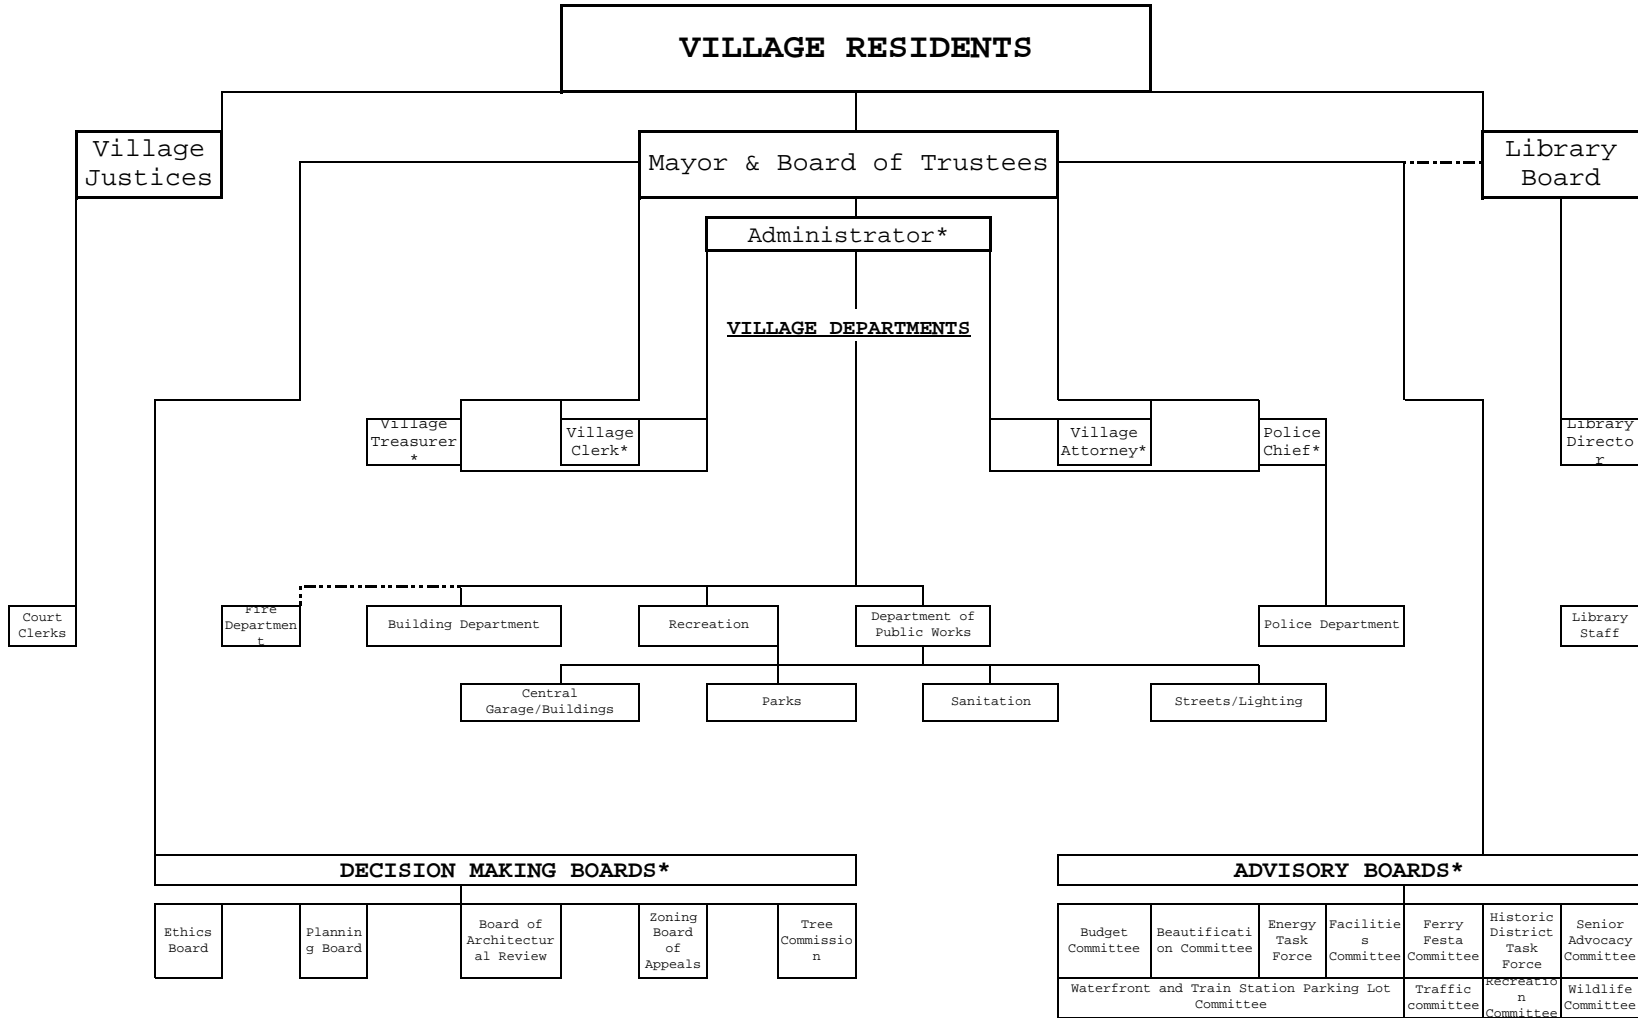 VILLAGE RESIDENTS
Village
Justices
Mayor & Board of Trustees
Library
Board
Administrator*
VILLAGE DEPARTMENTS
Village
Treasurer
*
Village
Clerk*
Village
Attorney*
Police
Chief*
Library
Directo
r
Court
Clerks
Fire
Departmen
t
Building Department
Recreation
Department of
Public Works
Police Department
Library
Staff
Central
Garage/Buildings
Parks
Sanitation
Streets/Lighting
DECISION MAKING BOARDS*
ADVISORY BOARDS*
Ethics
Board
Plannin
g Board
Board of
Architectur
al Review
Zoning
Board
of
Appeals
Tree
Commissio
n
Budget
Committee
Beautificati
on Committee
Energy
Task
Force
Facilitie
s
Committee
Ferry
Festa
Committee
Historic
District
Task
Force
Senior
Advocacy
Committee
Waterfront and Train Station Parking Lot
Committee
Traffic
committee
Recreatio
n
Committee
Wildlife
Committee